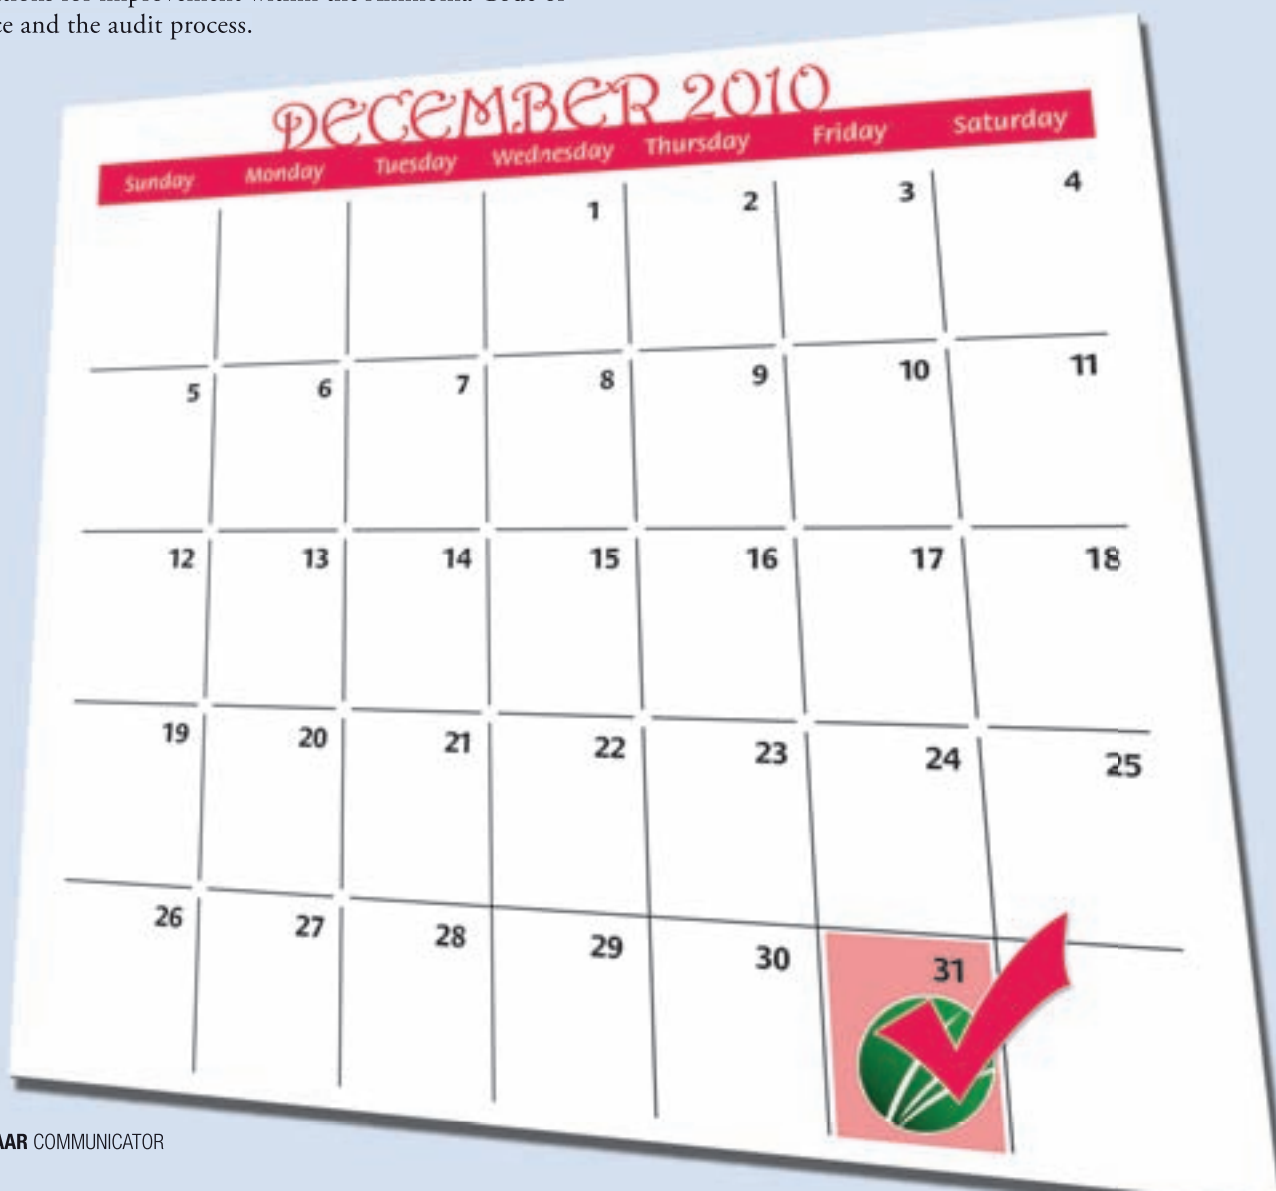 ce and the audit process.
DECEMBER 2010
Sunday Monday Tuesday Wednesday Thursday Friday Saturday
1 2 3 4
5 6 7 8 9 10 11
12 13 14 15 16 17 18
19 20 21 22 23 24 25
26 27 28 29 30 31
AAR COMMUNICATOR